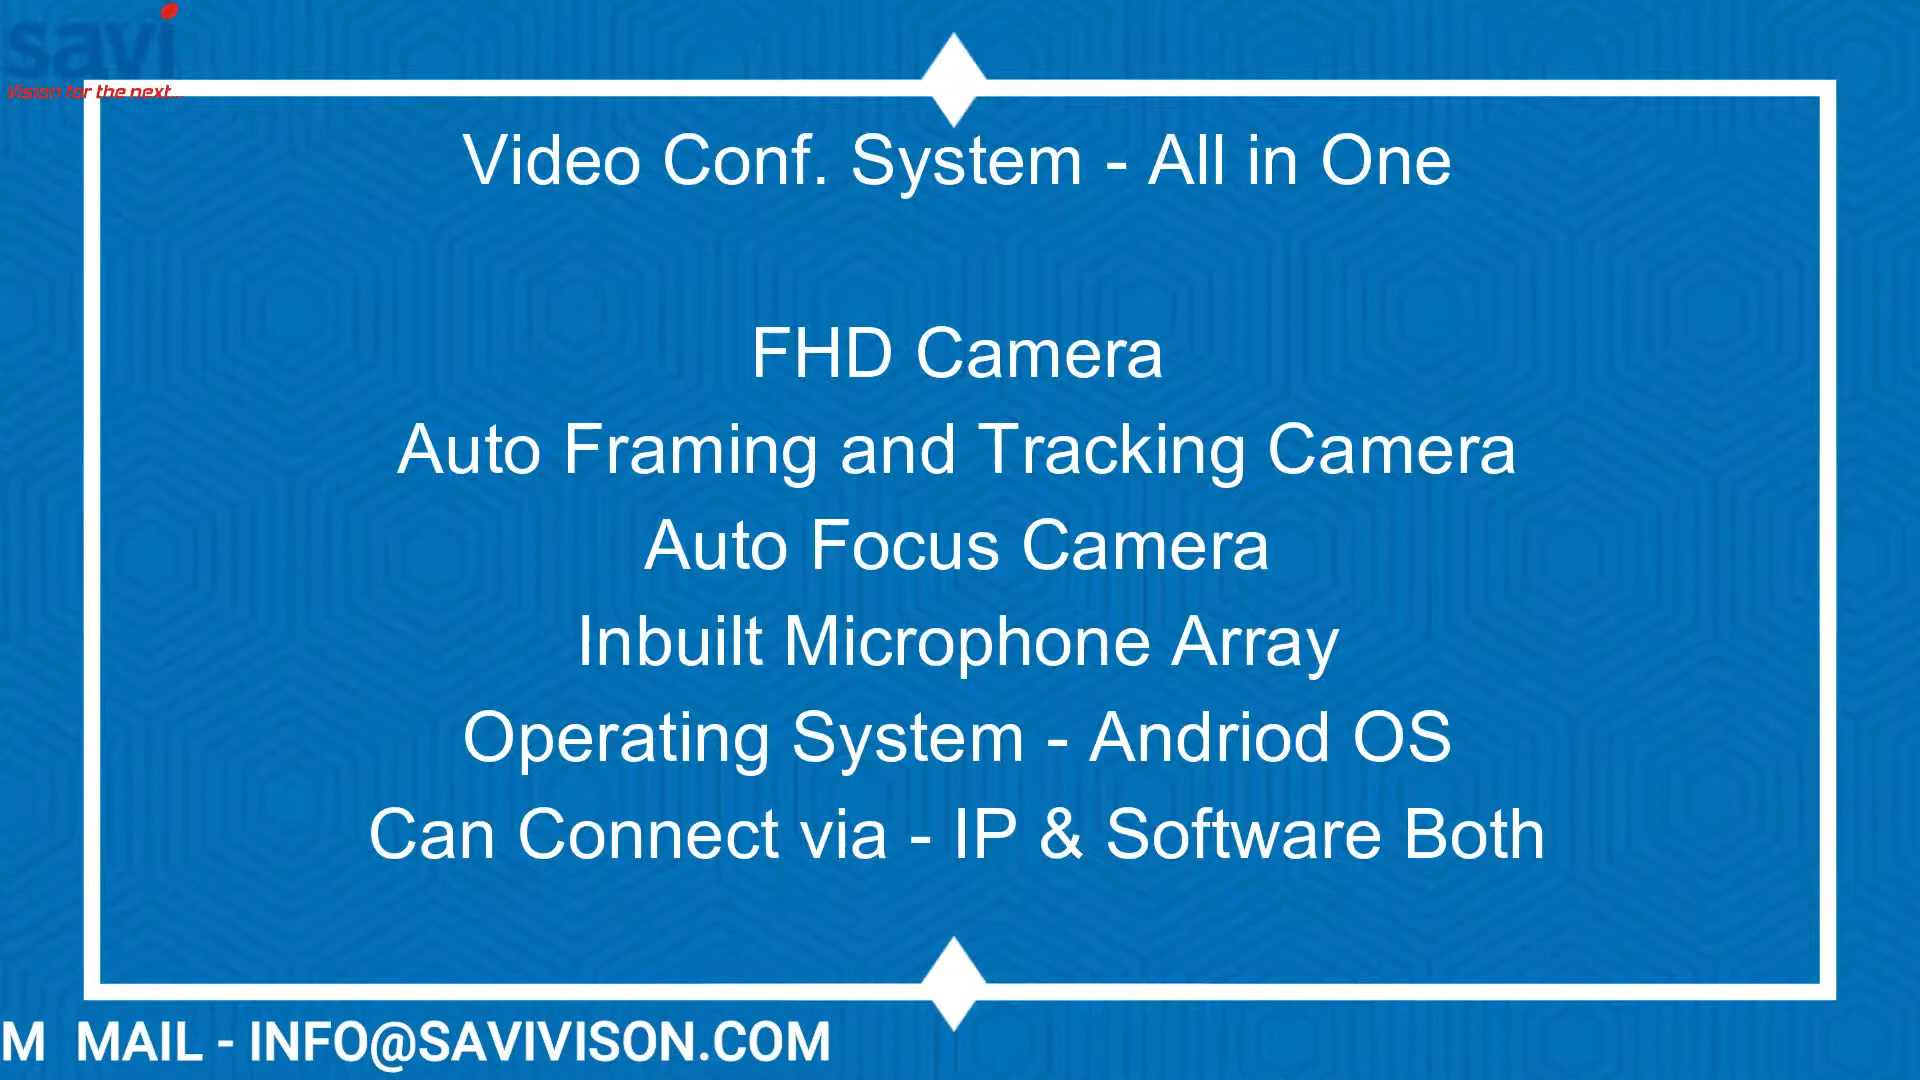 savi
Vision for the next...
Video Conf. System - All in One
FHD Camera
Auto Framing and Tracking Camera
Auto Focus Camera
Inbuilt Microphone Array
Operating System - Andriod OS
Can Connect via - IP & Software Both
M MAIL - INFO@SAVIVISON.COM